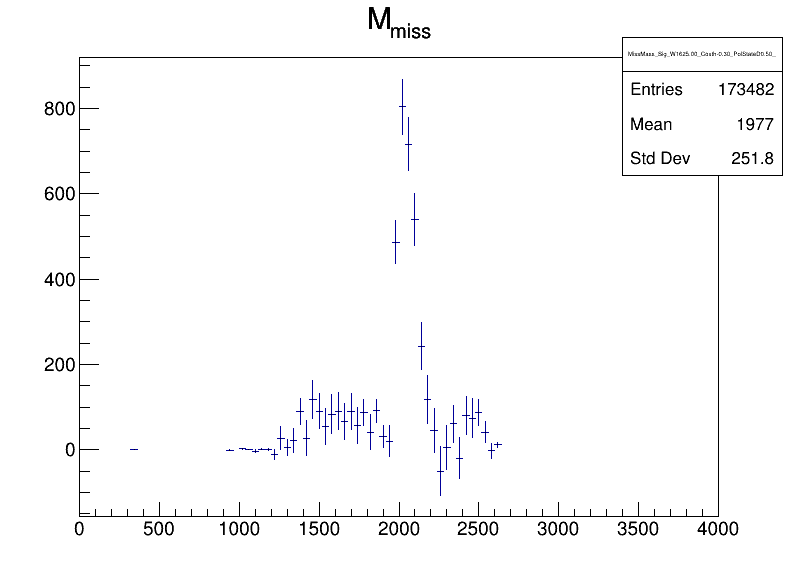 M_miss
MissMass_Sig_W1625.00_Costh-0.30_PolStateD0.50_
Entries 173482
Mean 1977
Std Dev 251.8
800
600
400
200
0
0 500 1000 1500 2000 2500 3000 3500 4000